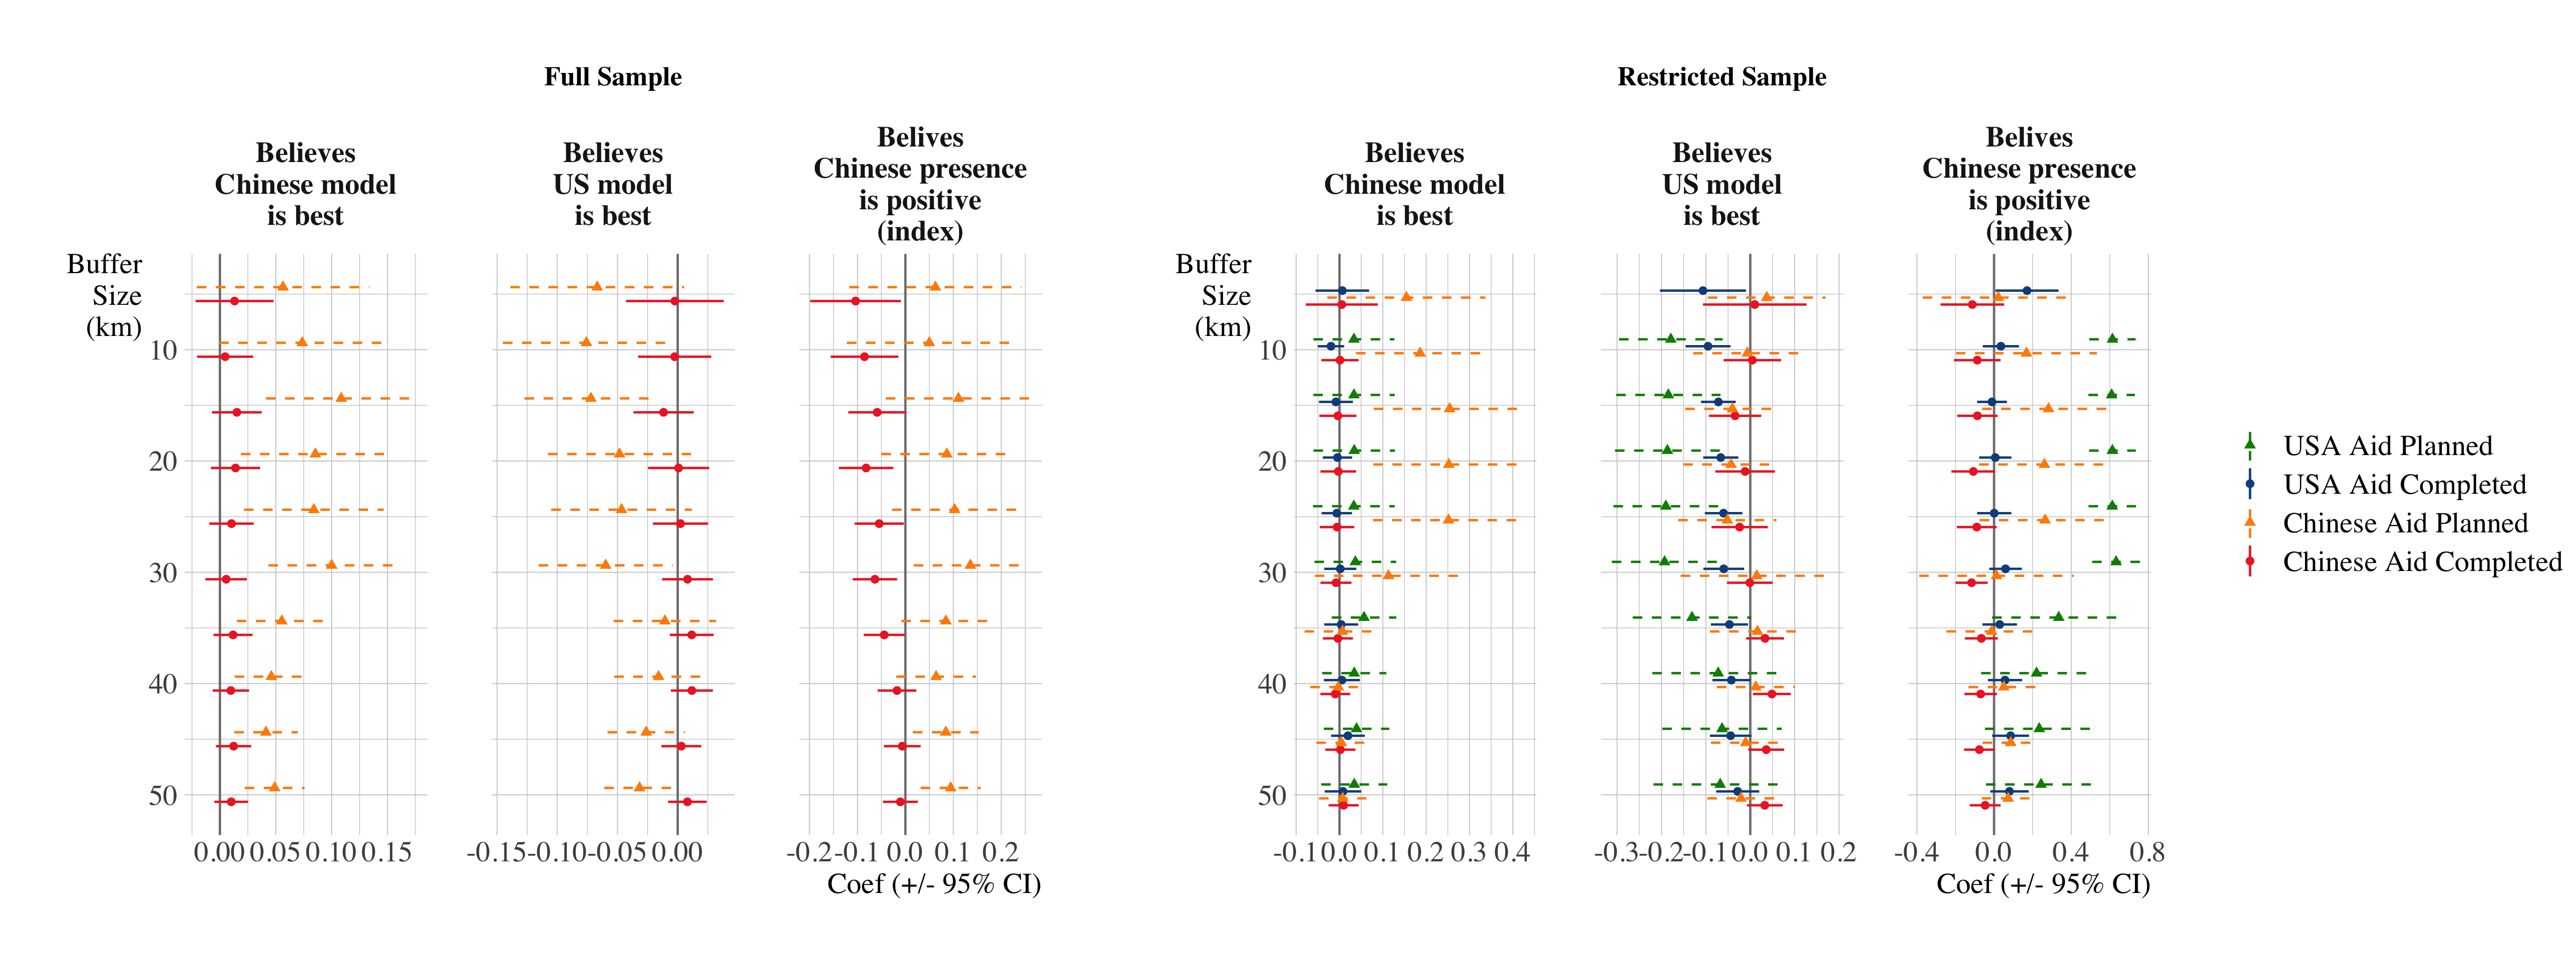 Full Sample
Restricted Sample
Believes
Chinese model
is best
Believes
US model
is best
Belives
Chinese presence
is positive
(index)
Believes
Chinese model
is best
Believes
US model
is best
Belives
Chinese presence
is positive
(index)
Buffer
Size
(km)
10
20
30
40
50
0.00 0.05 0.10 0.15
-0.15 -0.10 -0.05 0.00
-0.2 -0.1 0.0 0.1 0.2
Coef (+/- 95% CI)
Buffer
Size
(km)
10
20
30
40
50
-0.1 0.0 0.1 0.2 0.3 0.4
-0.3 -0.2 -0.1 0.0 0.1 0.2
-0.4 0.0 0.4 0.8
Coef (+/- 95% CI)
USA Aid Planned
USA Aid Completed
Chinese Aid Planned
Chinese Aid Completed